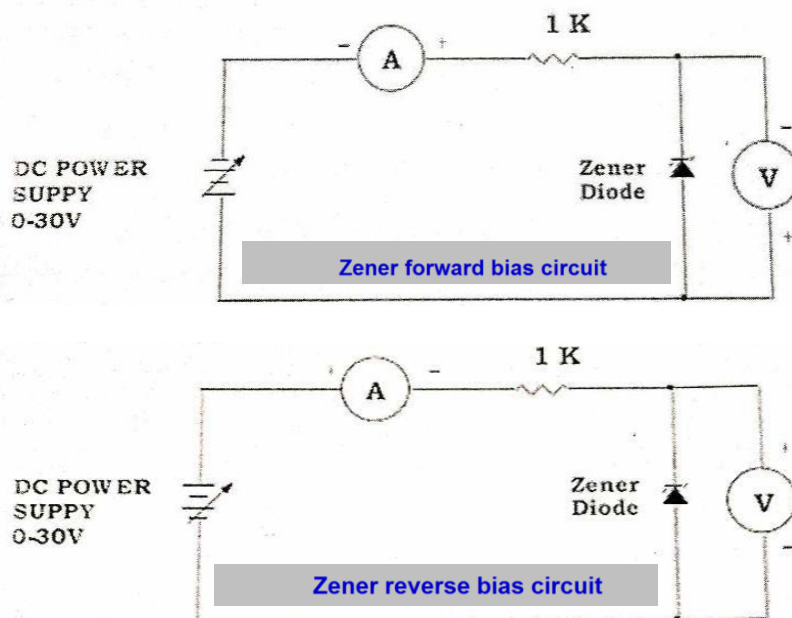 1 K
- A +
DC POWER
SUPPY
0-30V
Zener
Diode
-
V
+
Zener forward bias circuit
1 K
+ A -
DC POWER
SUPPY
0-30V
Zener
Diode
+
V
-
Zener reverse bias circuit